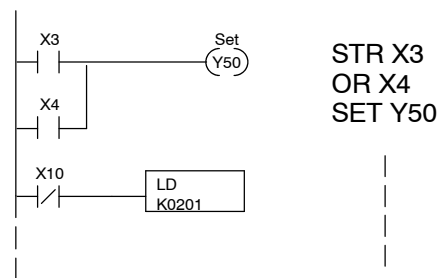 X3
Set
Y50
X4
X10
LD
K0201
STR X3
OR X4
SET Y50